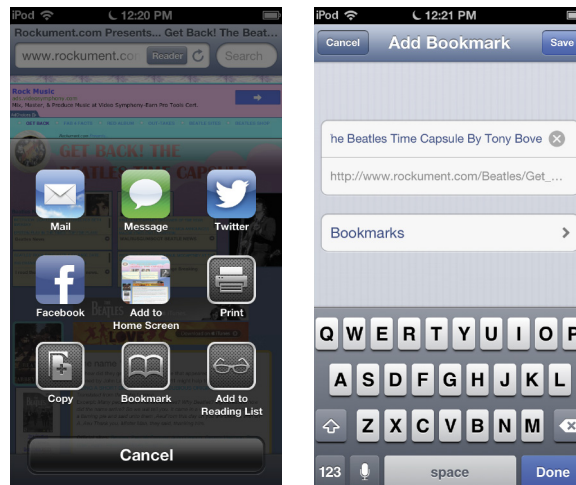 iPod 12:20 PM
Rockument.com Presents... Get Back! The Beat...
www.rockument.co
Reader
Search
Rock Music
Mix, Master, & Produce Music at Video Symphony-Earn Pro Tools Cert.
GET BACK! THE
BEATLES TIME CAPSULE
Mail
Message
Twitter
Facebook
Add to
Home Screen
Print
Copy
Bookmark
Add to
Reading List
Cancel
iPod 12:21 PM
Cancel
Add Bookmark
Save
he Beatles Time Capsule By Tony Bove
http://www.rockument.com/Beatles/Get_...
Bookmarks
Q W E R T Y U I O P
A S D F G H J K L
Z X C V B N M
123 space Done